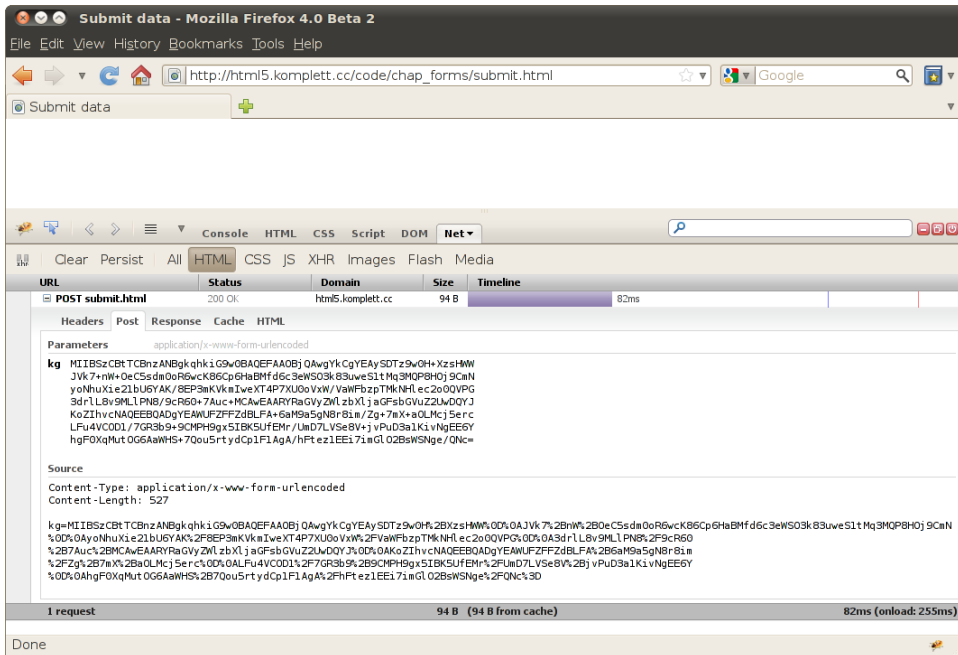 Submit data - Mozilla Firefox 4.0 Beta 2
File Edit View History Bookmarks Tools Help
http://html5.komplett.cc/code/chap_forms/submit.html
Google
Submit data
Console HTML CSS Script DOM Net
Clear Persist All HTML CSS JS XHR Images Flash Media
URL Status Domain Size Timeline
POST submit.html 200 OK html5.komplett.cc 94 B 82ms
Headers Post Response Cache HTML
Parameters application/x-www-form-urlencoded
kg MIIBSzCBtTCBnzANBgkqhkiG9w0BAQEFAAOBjQAwgYkCgYEAySDTz9w0H+XzsHWW
JVk7+nW+OeC5sdm0oR6wcK86Cp6HaBMfd6c3eWSO3k83uweS1tMq3MQP8HOj9CmN
yoNhuXie21bU6YAK/8EP3mKVkmIweXT4P7XU0oVxW/VaWFbzpTMkNHlec2o0QVPG
3drlL8v9MLlPN8/9cR60+7Auc+MCAwEAARYRaGVyZWlzbXljaGFsbGVuZ2UwDQYJ
KoZIhvcNAQEEBQADgYEAWUFZFFZdBLFA+6aM9a5gN8r8im/Zg+7mX+aOLMcj5erc
LFu4VCOD1/7GR3b9+9CMPH9gx5IBK5UfEMr/UmD7LVSe8V+jvPuD3a1KivNgEE6Y
hgF0XqMutOG6AaWHS+7Qou5rtydCp1F1AgA/hFtez1EEi7imGlO2BsWSNge/QNc=
Source
Content-Type: application/x-www-form-urlencoded
Content-Length: 527
kg=MIIBSzCBtTCBnzANBgkqhkiG9w0BAQEFAAOBjQAwgYkCgYEAySDTz9w0H%2BXzsHWW%0D%0AJVk7%2BnW%2BOeC5sdm0oR6wcK86Cp6HaBMfd6c3eWSO3k83uweS1tMq3MQP8HOj9CmN
%0D%0AyoNhuXie21bU6YAK%2F8EP3mKVkmIweXT4P7XU0oVxW%2FVaWFbzpTMkNHlec2o0QVPG%0D%0A3drlL8v9MLlPN8%2F9cR60
%2B7Auc%2BMCAwEAARYRaGVyZWlzbXljaGFsbGVuZ2UwDQYJ%0D%0AKoZIhvcNAQEEBQADgYEAWUFZFFZdBLFA%2B6aM9a5gN8r8im
%2FZg%2B7mX%2BaOLMcj5erc%0D%0ALFu4VCOD1%2F7GR3b9%2B9CMPH9gx5IBK5UfEMr%2FUmD7LVSe8V%2BjvPuD3a1KivNgEE6Y
%0D%0AhgF0XqMutOG6AaWHS%2B7Qou5rtydCp1F1AgA%2FhFtez1EEi7imGlO2BsWSNge%2FQNc%3D
1 request 94 B (94 B from cache) 82ms (onload: 255ms)
Done